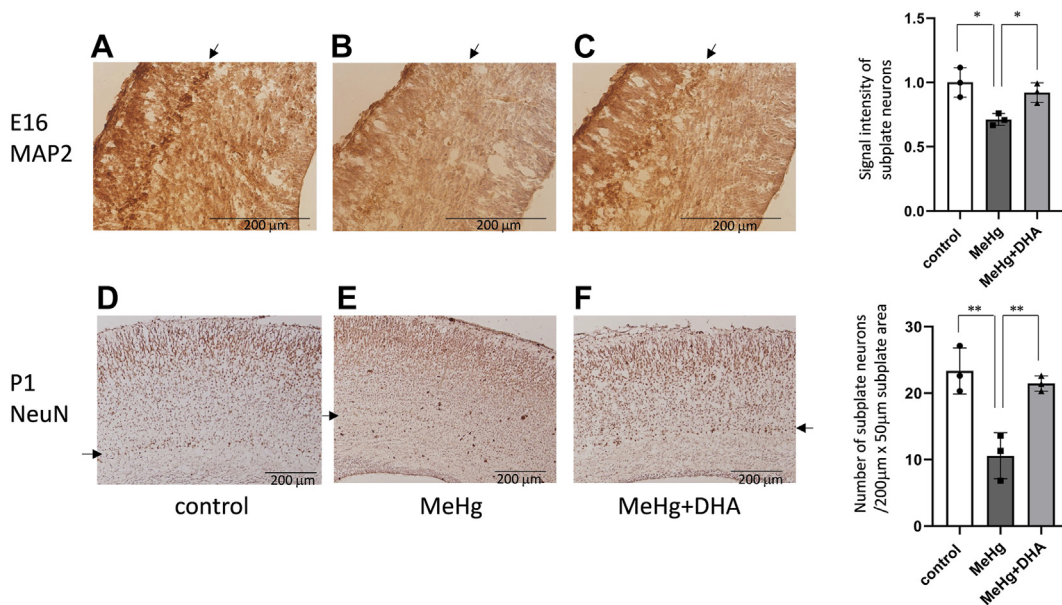 A
B
C
E16
MAP2
200 μm
200 μm
200 μm
Signal intensity of
subplate neurons
1.5
1.0
0.5
0.0
*
*
control
MeHg
MeHg+DHA
D
E
F
P1
NeuN
200 μm
200 μm
200 μm
control
MeHg
MeHg+DHA
Number of subplate neurons
/200μm x 50μm subplate area
30
20
10
0
**
**
control
MeHg
MeHg+DHA